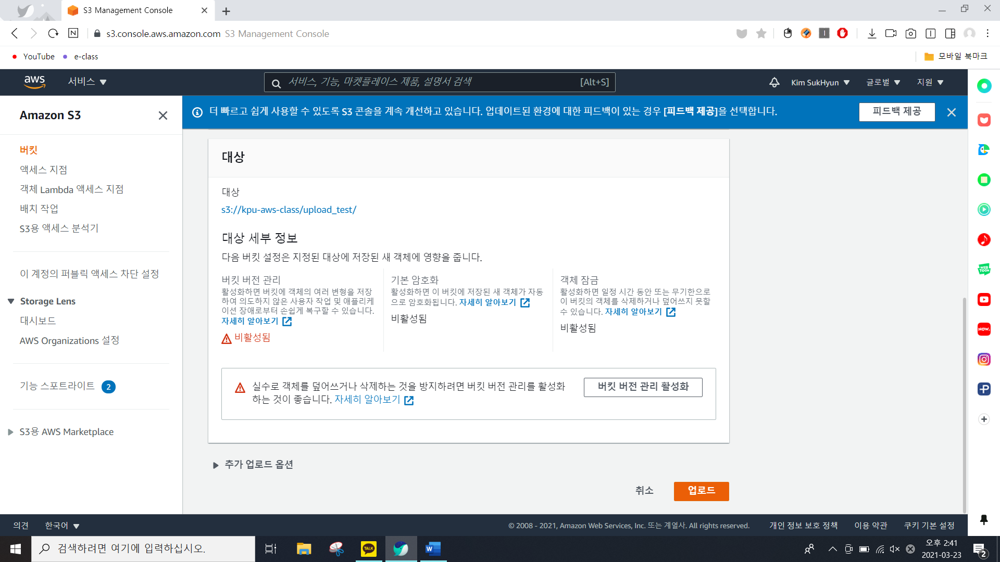 S3 Management Console
s3.console.aws.amazon.com S3 Management Console
YouTube e-class 모바일 북마크
aws 서비스 서비스, 기능, 마켓플레이스 제품, 설명서 검색 [Alt+S] Kim SukHyun 글로벌 지원
Amazon S3
더 빠르고 쉽게 사용할 수 있도록 S3 콘솔을 계속 개선하고 있습니다. 업데이트된 환경에 대한 피드백이 있는 경우 [피드백 제공]을 선택합니다. 피드백 제공
버킷
액세스 지점
객체 Lambda 액세스 지점
배치 작업
S3용 액세스 분석기
이 계정의 퍼블릭 액세스 차단 설정
Storage Lens
대시보드
AWS Organizations 설정
기능 스포트라이트 2
S3용 AWS Marketplace
대상
대상
s3://kpu-aws-class/upload_test/
대상 세부 정보
다음 버킷 설정은 지정된 대상에 저장된 새 객체에 영향을 줍니다.
버킷 버전 관리
활성화하면 버킷에 객체의 여러 변형을 저장
하여 의도하지 않은 사용자 작업 및 애플리케
이션 장애로부터 손쉽게 복구할 수 있습니다.
자세히 알아보기
비활성됨
기본 암호화
활성화하면 이 버킷에 저장된 새 객체가 자동
으로 암호화됩니다. 자세히 알아보기
비활성됨
객체 잠금
활성화하면 일정 시간 동안 또는 무기한으로
이 버킷의 객체를 삭제하거나 덮어쓰지 못할
수 있습니다. 자세히 알아보기
비활성됨
실수로 객체를 덮어쓰거나 삭제하는 것을 방지하려면 버킷 버전 관리를 활성화
하는 것이 좋습니다. 자세히 알아보기
버킷 버전 관리 활성화
추가 업로드 옵션
취소 업로드
WEB
TOON
NOW.
의견 한국어 © 2008 - 2021, Amazon Web Services, Inc. 또는 계열사. All rights reserved. 개인 정보 보호 정책 이용 약관 쿠키 기본 설정
검색하려면 여기에 입력하십시오.
TALK
오후 2:41
2021-03-23
2